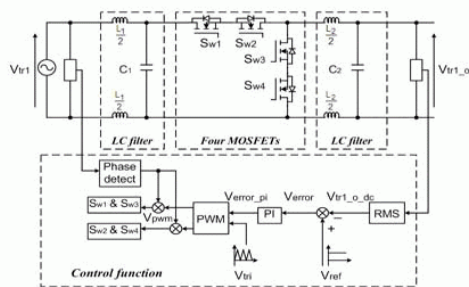 L1/2
L2/2
Sw1 Sw2
Sw3
Sw4
Vtr1
C1
C2
Vtr1_o
L1/2
L2/2
LC filter
Four MOSFETs
LC filter
Phase detect
Sw1 & Sw3
Sw2 & Sw4
Vpwm
PWM
Verror_pi
PI
Verror
Vtr1_o_dc
RMS
−
+
Vtri
Vref
Control function